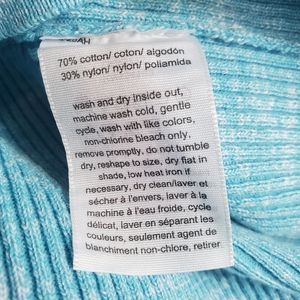 70% cotton/ coton/ algodón
30% nylon/ nylon/ poliamida
wash and dry inside out,
machine wash cold, gentle
cycle, wash with like colors,
non-chlorine bleach only,
remove promptly, do not tumble
dry, reshape to size, dry flat in
shade, low heat iron if
necessary, dry clean/laver et
sécher à l'envers, laver à la
machine à l'eau froide, cycle
délicat, laver en séparant les
couleurs, seulement agent de
blanchiment non-chlore, retirer